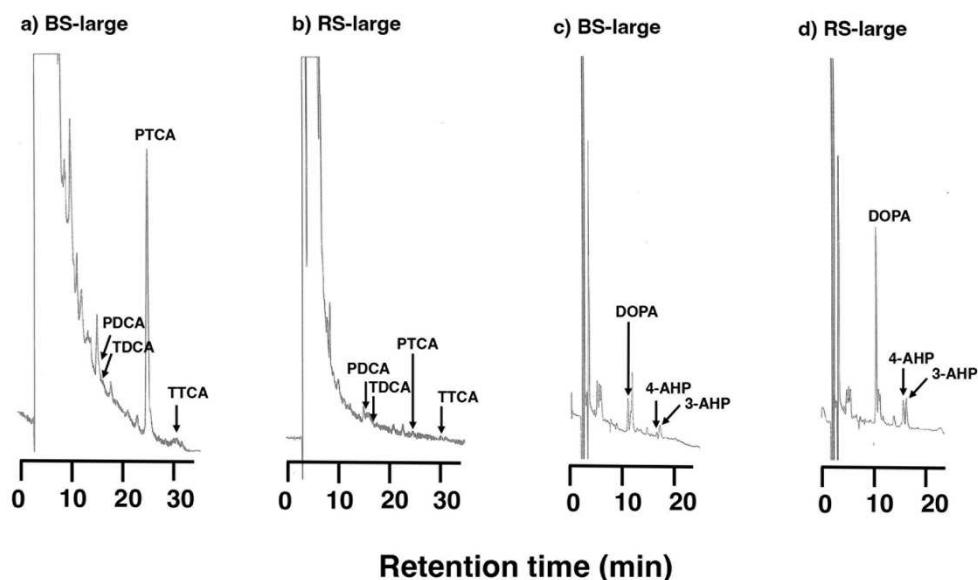 a) BS-large
PTCA
PDCA
TDCA
TTCA
0 10 20 30
b) RS-large
PTCA
PDCA
TDCA
TTCA
0 10 20 30
c) BS-large
DOPA
4-AHP
3-AHP
0 10 20
d) RS-large
DOPA
4-AHP
3-AHP
0 10 20
Retention time (min)